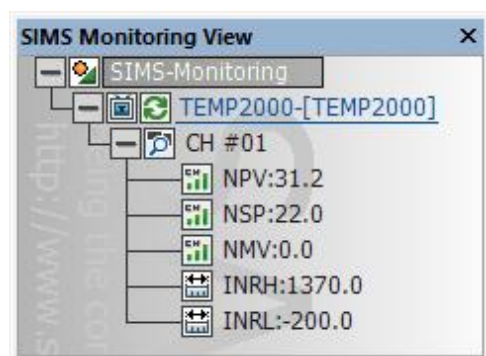 SIMS Monitoring View
SIMS-Monitoring
TEMP2000-[TEMP2000]
CH #01
NPV:31.2
NSP:22.0
NMV:0.0
INRH:1370.0
INRL:-200.0